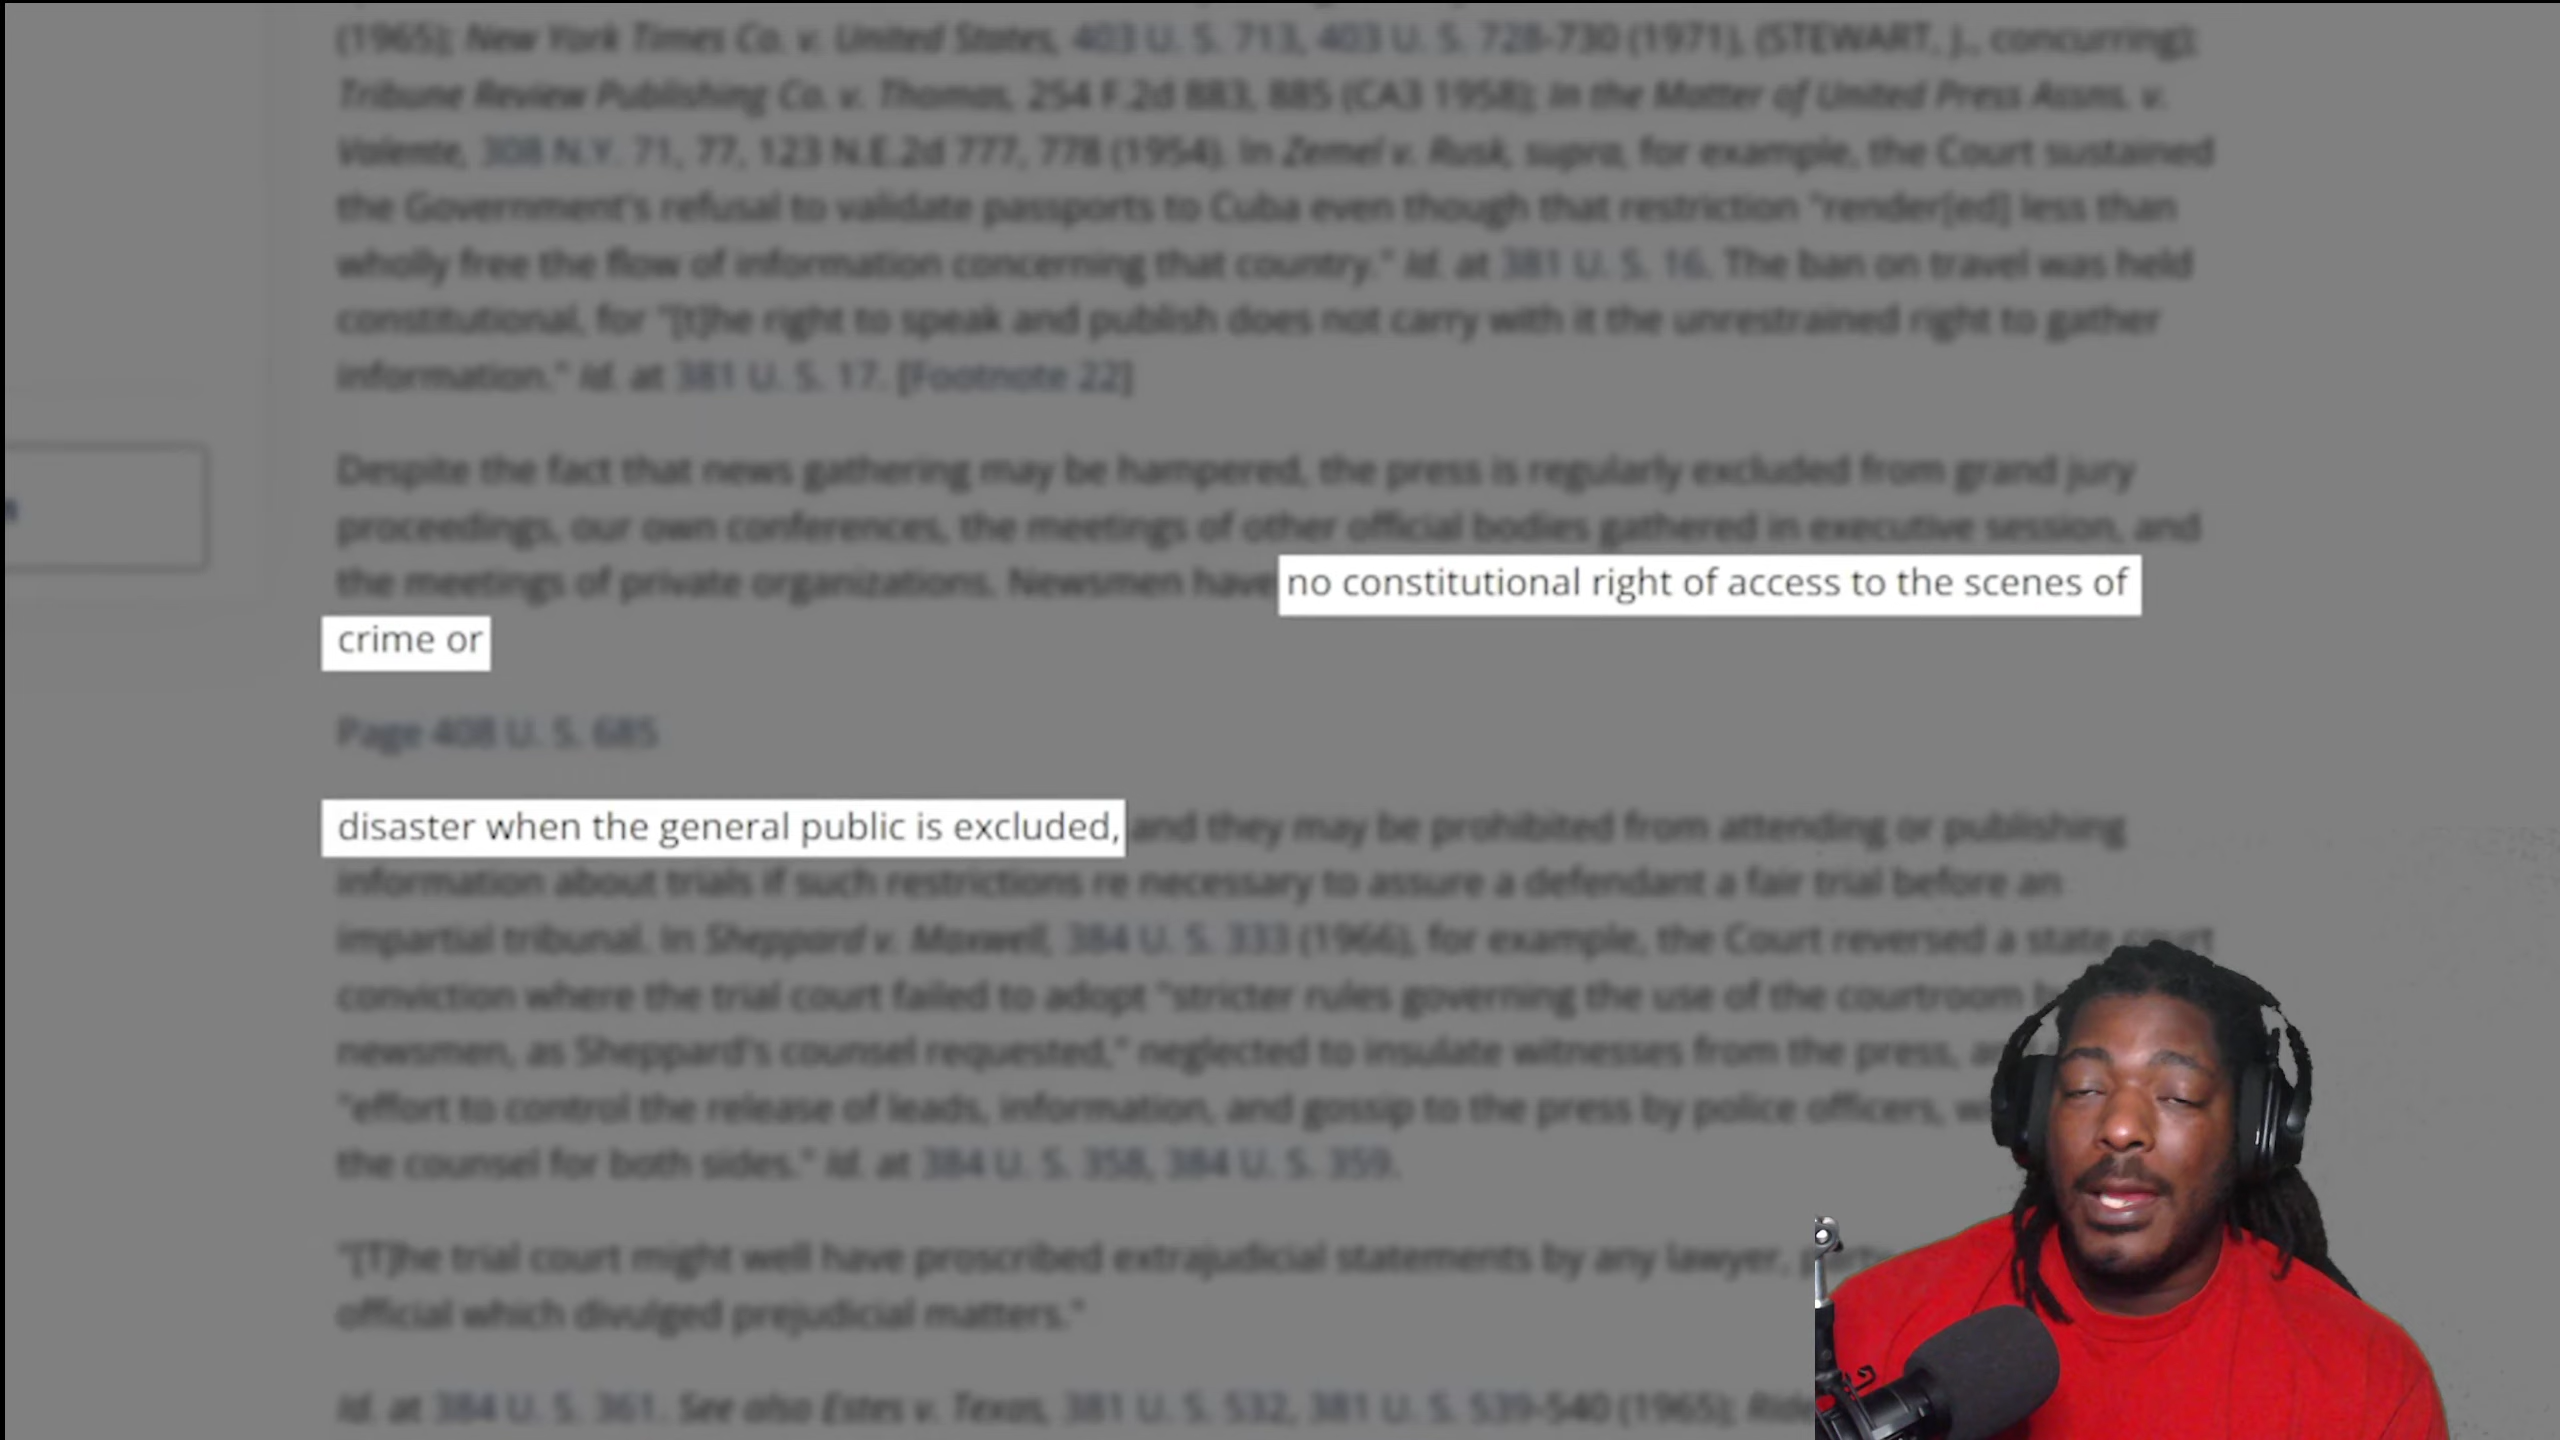 (1965); New York Times Co. v. United States, 403 U. S. 713, 403 U. S. 728-730 (1971), (STEWART, J., concurring);
Tribune Review Publishing Co. v. Thomas, 254 F.2d 883, 885 (CA3 1958); In the Matter of United Press Assns. v.
Valente, 308 N.Y. 71, 77, 123 N.E.2d 777, 778 (1954). In Zemel v. Rusk, supra, for example, the Court sustained
the Government's refusal to validate passports to Cuba even though that restriction "render[ed] less than
wholly free the flow of information concerning that country." Id. at 381 U. S. 16. The ban on travel was held
constitutional, for "[t]he right to speak and publish does not carry with it the unrestrained right to gather
information." Id. at 381 U. S. 17. [Footnote 22]
Despite the fact that news gathering may be hampered, the press is regularly excluded from grand jury
proceedings, our own conferences, the meetings of other official bodies gathered in executive session, and
the meetings of private organizations. Newsmen have no constitutional right of access to the scenes of
crime or
Page 408 U. S. 685
disaster when the general public is excluded, and they may be prohibited from attending or publishing
information about trials if such restrictions re necessary to assure a defendant a fair trial before an
impartial tribunal. In Sheppard v. Maxwell, 384 U. S. 333 (1966), for example, the Court reversed a state court
conviction where the trial court failed to adopt "stricter rules governing the use of the courtroom
newsmen, as Sheppard's counsel requested," neglected to insulate witnesses from the press,
"effort to control the release of leads, information, and gossip to the press by police officers,
the counsel for both sides." Id. at 384 U. S. 358, 384 U. S. 359.
"[T]he trial court might well have proscribed extrajudicial statements by any lawyer,
official which divulged prejudicial matters."
Id. at 384 U. S. 361. See also Estes v. Texas, 381 U. S. 532, 381 U. S. 539-540 (1965);